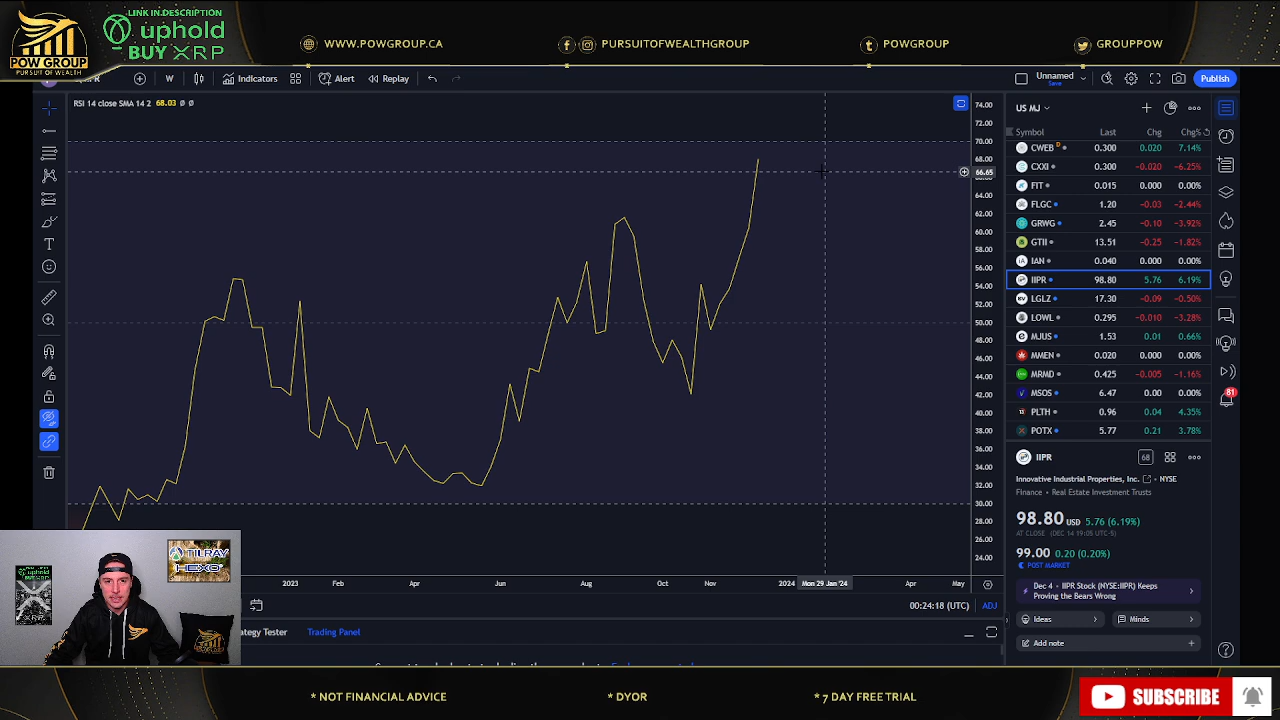 LINK IN DESCRIPTION
uphold
BUY XRP
POW GROUP
PURSUIT OF WEALTH
WWW.POWGROUP.CA
PURSUITOFWEALTHGROUP
POWGROUP
GROUPPOW
W
Indicators
Alert
Replay
Unnamed
Save
Publish
RSI 14 close SMA 14 2 68.03 Ø Ø
74.00
72.00
70.00
68.00
66.65
64.00
62.00
60.00
58.00
56.00
54.00
52.00
50.00
48.00
46.00
44.00
42.00
40.00
38.00
36.00
34.00
32.00
30.00
28.00
26.00
24.00
2023 Feb Apr Jun Aug Oct Nov 2024 Mon 29 Jan '24 Apr May
00:24:18 (UTC) ADJ
ategy Tester Trading Panel
US MJ
Symbol Last Chg Chg%
CWEB D 0.300 0.020 7.14%
CXXI 0.300 −0.020 −6.25%
FIT 0.015 0.000 0.00%
FLGC 1.20 −0.03 −2.44%
GRWG 2.45 −0.10 −3.92%
GTII 13.51 −0.25 −1.82%
IAN 0.040 0.000 0.00%
IIPR 98.80 5.76 6.19%
LGLZ 17.30 −0.09 −0.50%
LOWL 0.295 −0.010 −3.28%
MJUS 1.53 0.01 0.66%
MMEN 0.020 0.000 0.00%
MRMD 0.425 −0.005 −1.16%
MSOS 6.47 0.00 0.00%
PLTH 0.96 0.04 4.35%
POTX 5.77 0.21 3.78%
81
IIPR
68
Innovative Industrial Properties, Inc. • NYSE
Finance • Real Estate Investment Trusts
98.80 USD 5.76 (6.19%)
AT CLOSE (DEC 14 19:05 UTC-5)
99.00 0.20 (0.20%)
POST MARKET
Dec 4 • IIPR Stock (NYSE:IIPR) Keeps
Proving the Bears Wrong
Ideas
Minds
Add note
TILRAY
HEXO
uphold
* NOT FINANCIAL ADVICE
* DYOR
* 7 DAY FREE TRIAL
SUBSCRIBE